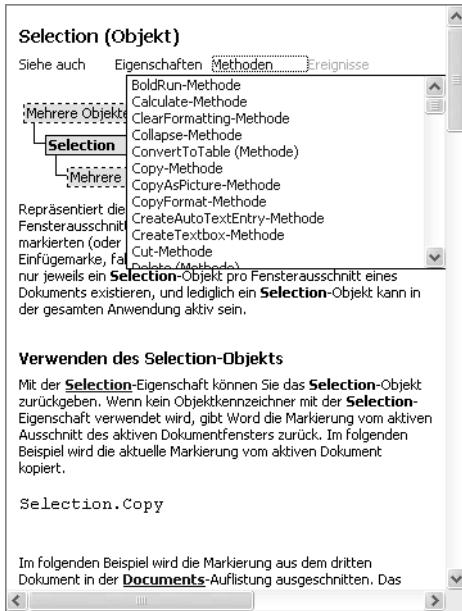 Selection (Objekt)
Siehe auch Eigenschaften Methoden Ereignisse
BoldRun-Methode
Calculate-Methode
ClearFormatting-Methode
Collapse-Methode
ConvertToTable (Methode)
Copy-Methode
CopyAsPicture-Methode
CopyFormat-Methode
CreateAutoTextEntry-Methode
CreateTextbox-Methode
Cut-Methode
Delete (Methode)
Mehrere Objekte
Selection
Mehrere
Repräsentiert die
Fensterausschnitt
markierten (oder
Einfügemarke, fal
nur jeweils ein Selection-Objekt pro Fensterausschnitt eines
Dokuments existieren, und lediglich ein Selection-Objekt kann in
der gesamten Anwendung aktiv sein.
Verwenden des Selection-Objekts
Mit der Selection-Eigenschaft können Sie das Selection-Objekt
zurückgeben. Wenn kein Objektkennzeichner mit der Selection-
Eigenschaft verwendet wird, gibt Word die Markierung vom aktiven
Ausschnitt des aktiven Dokumentfensters zurück. Im folgenden
Beispiel wird die aktuelle Markierung vom aktiven Dokument
kopiert.
Selection.Copy
Im folgenden Beispiel wird die Markierung aus dem dritten
Dokument in der Documents-Auflistung ausgeschnitten. Das